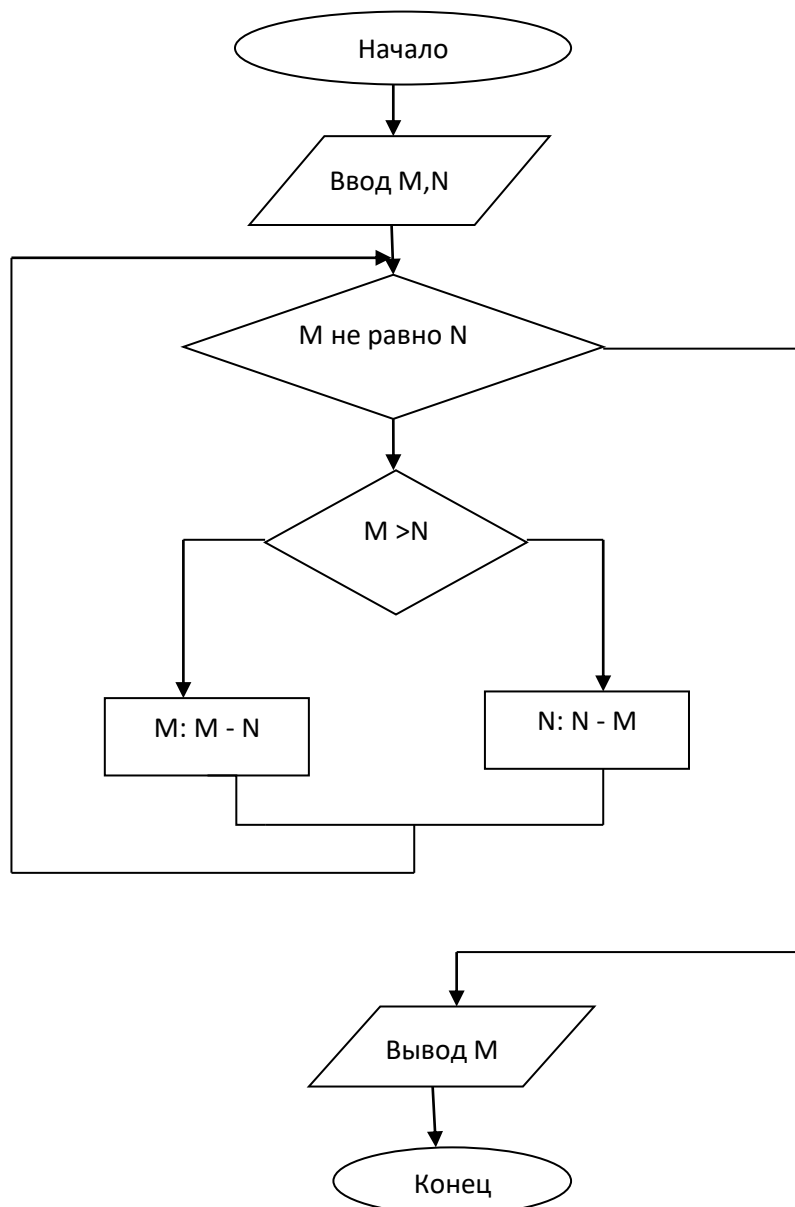 Начало
Ввод M,N
M не равно N
M >N
M: M - N
N: N - M
Вывод M
Конец